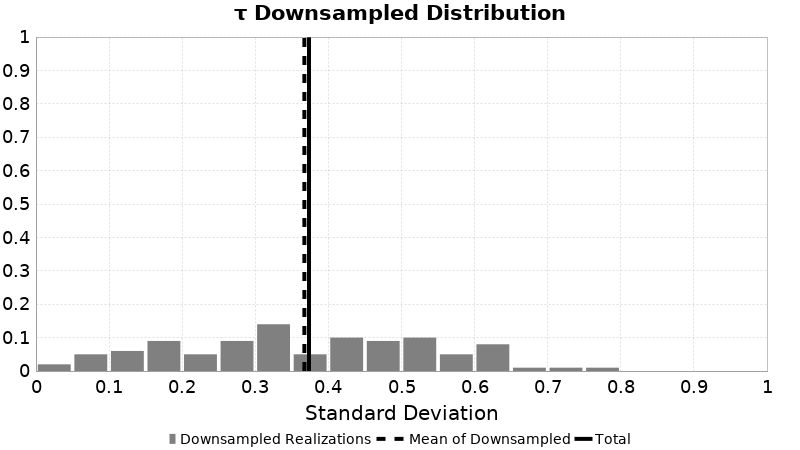 τ Downsampled Distribution
1
0.9
0.8
0.7
0.6
0.5
0.4
0.3
0.2
0.1
0
0 0.1 0.2 0.3 0.4 0.5 0.6 0.7 0.8 0.9 1
Standard Deviation
Downsampled Realizations Mean of Downsampled Total